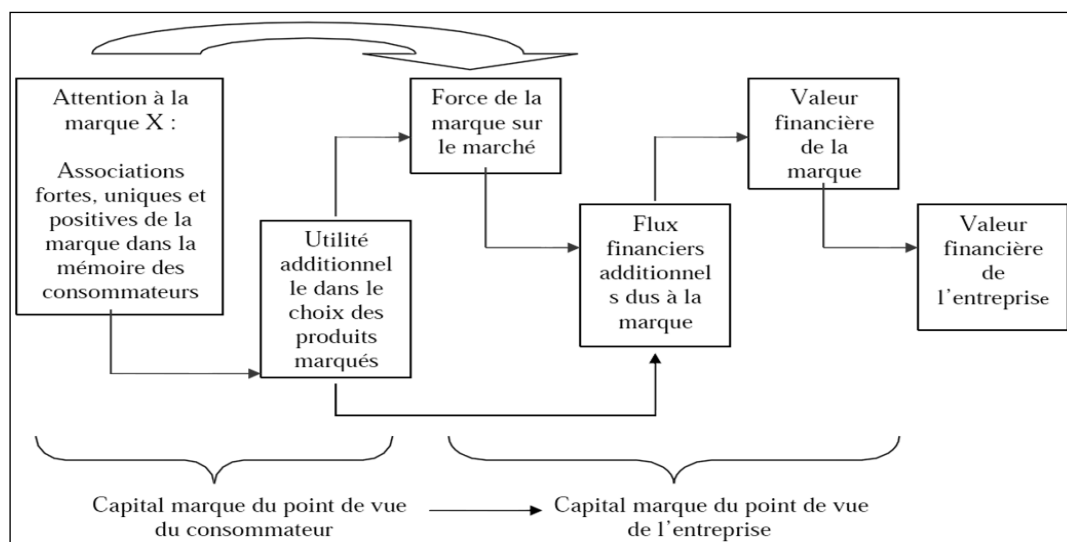 Attention à la
marque X :
Associations
fortes, uniques et
positives de la
marque dans la
mémoire des
consommateurs
Utilité
additionnel
le dans le
choix des
produits
marqués
Force de la
marque sur
le marché
Flux
financiers
additionnel
s dus à la
marque
Valeur
financière
de la
marque
Valeur
financière
de
l’entreprise
Capital marque du point de vue
du consommateur
Capital marque du point de vue
de l’entreprise